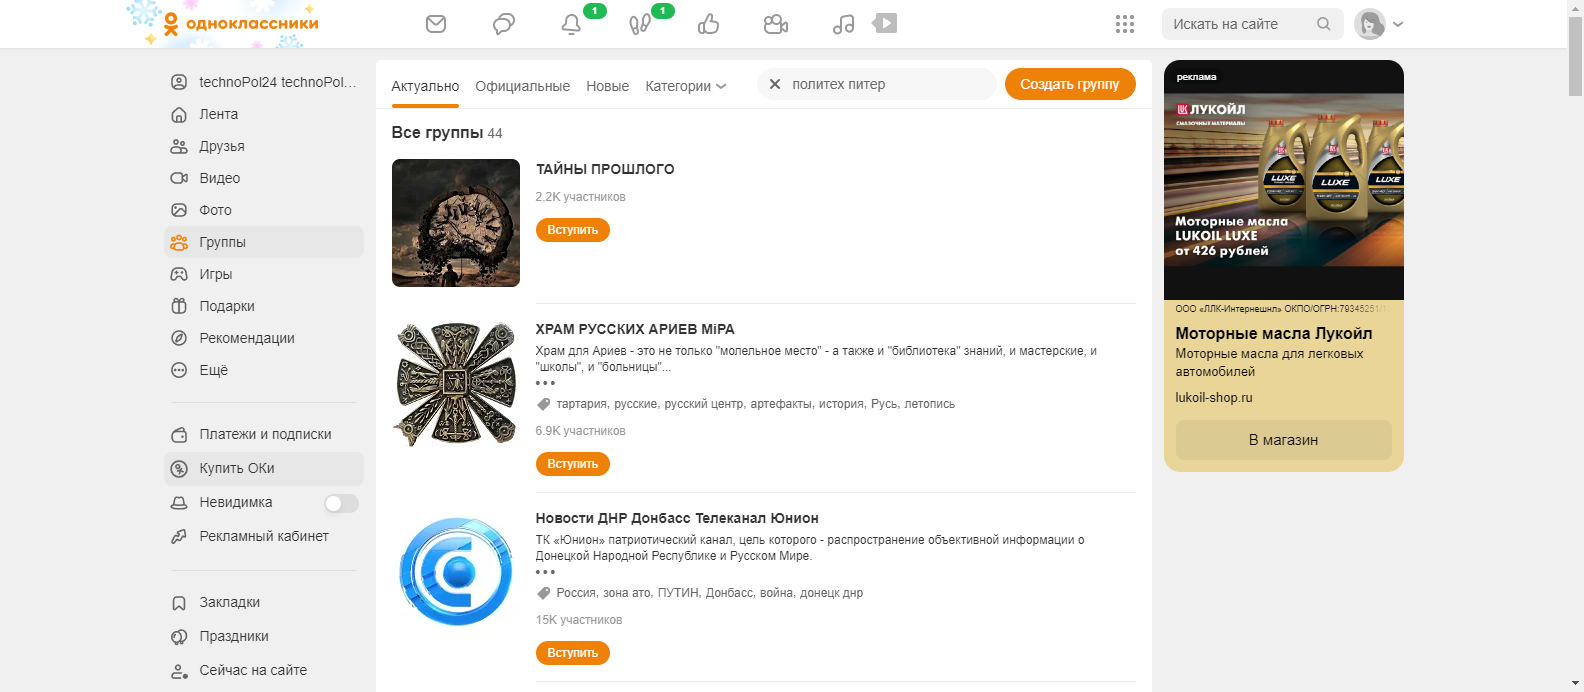 одноклассники
1
1
Искать на сайте
technoPol24 technoPol...
Лента
Друзья
Видео
Фото
Группы
Игры
Подарки
Рекомендации
Ещё
Платежи и подписки
Купить ОКи
Невидимка
Рекламный кабинет
Закладки
Праздники
Сейчас на сайте
Актуально
Официальные
Новые
Категории
политех питер
Создать группу
Все группы 44
ТАЙНЫ ПРОШЛОГО
2.2K участников
Вступить
ХРАМ РУССКИХ АРИЕВ МiРА
Храм для Ариев - это не только "молельное место" - а также и "библиотека" знаний, и мастерские, и
"школы", и "больницы"...
тартария, русские, русский центр, артефакты, история, Русь, летопись
6.9K участников
Вступить
Новости ДНР Донбасс Телеканал Юнион
ТК «Юнион» патриотический канал, цель которого - распространение объективной информации о
Донецкой Народной Республике и Русском Мире.
Россия, зона ато, ПУТИН, Донбасс, война, донецк днр
15K участников
Вступить
реклама
ЛУКОЙЛ
СМАЗОЧНЫЕ МАТЕРИАЛЫ
LUXE
LUXE
LUXE
Моторные масла
LUKOIL LUXE
от 426 рублей
ООО «ЛЛК-Интернешнл» ОКПО/ОГРН:79345251/
Моторные масла Лукойл
Моторные масла для легковых
автомобилей
lukoil-shop.ru
В магазин